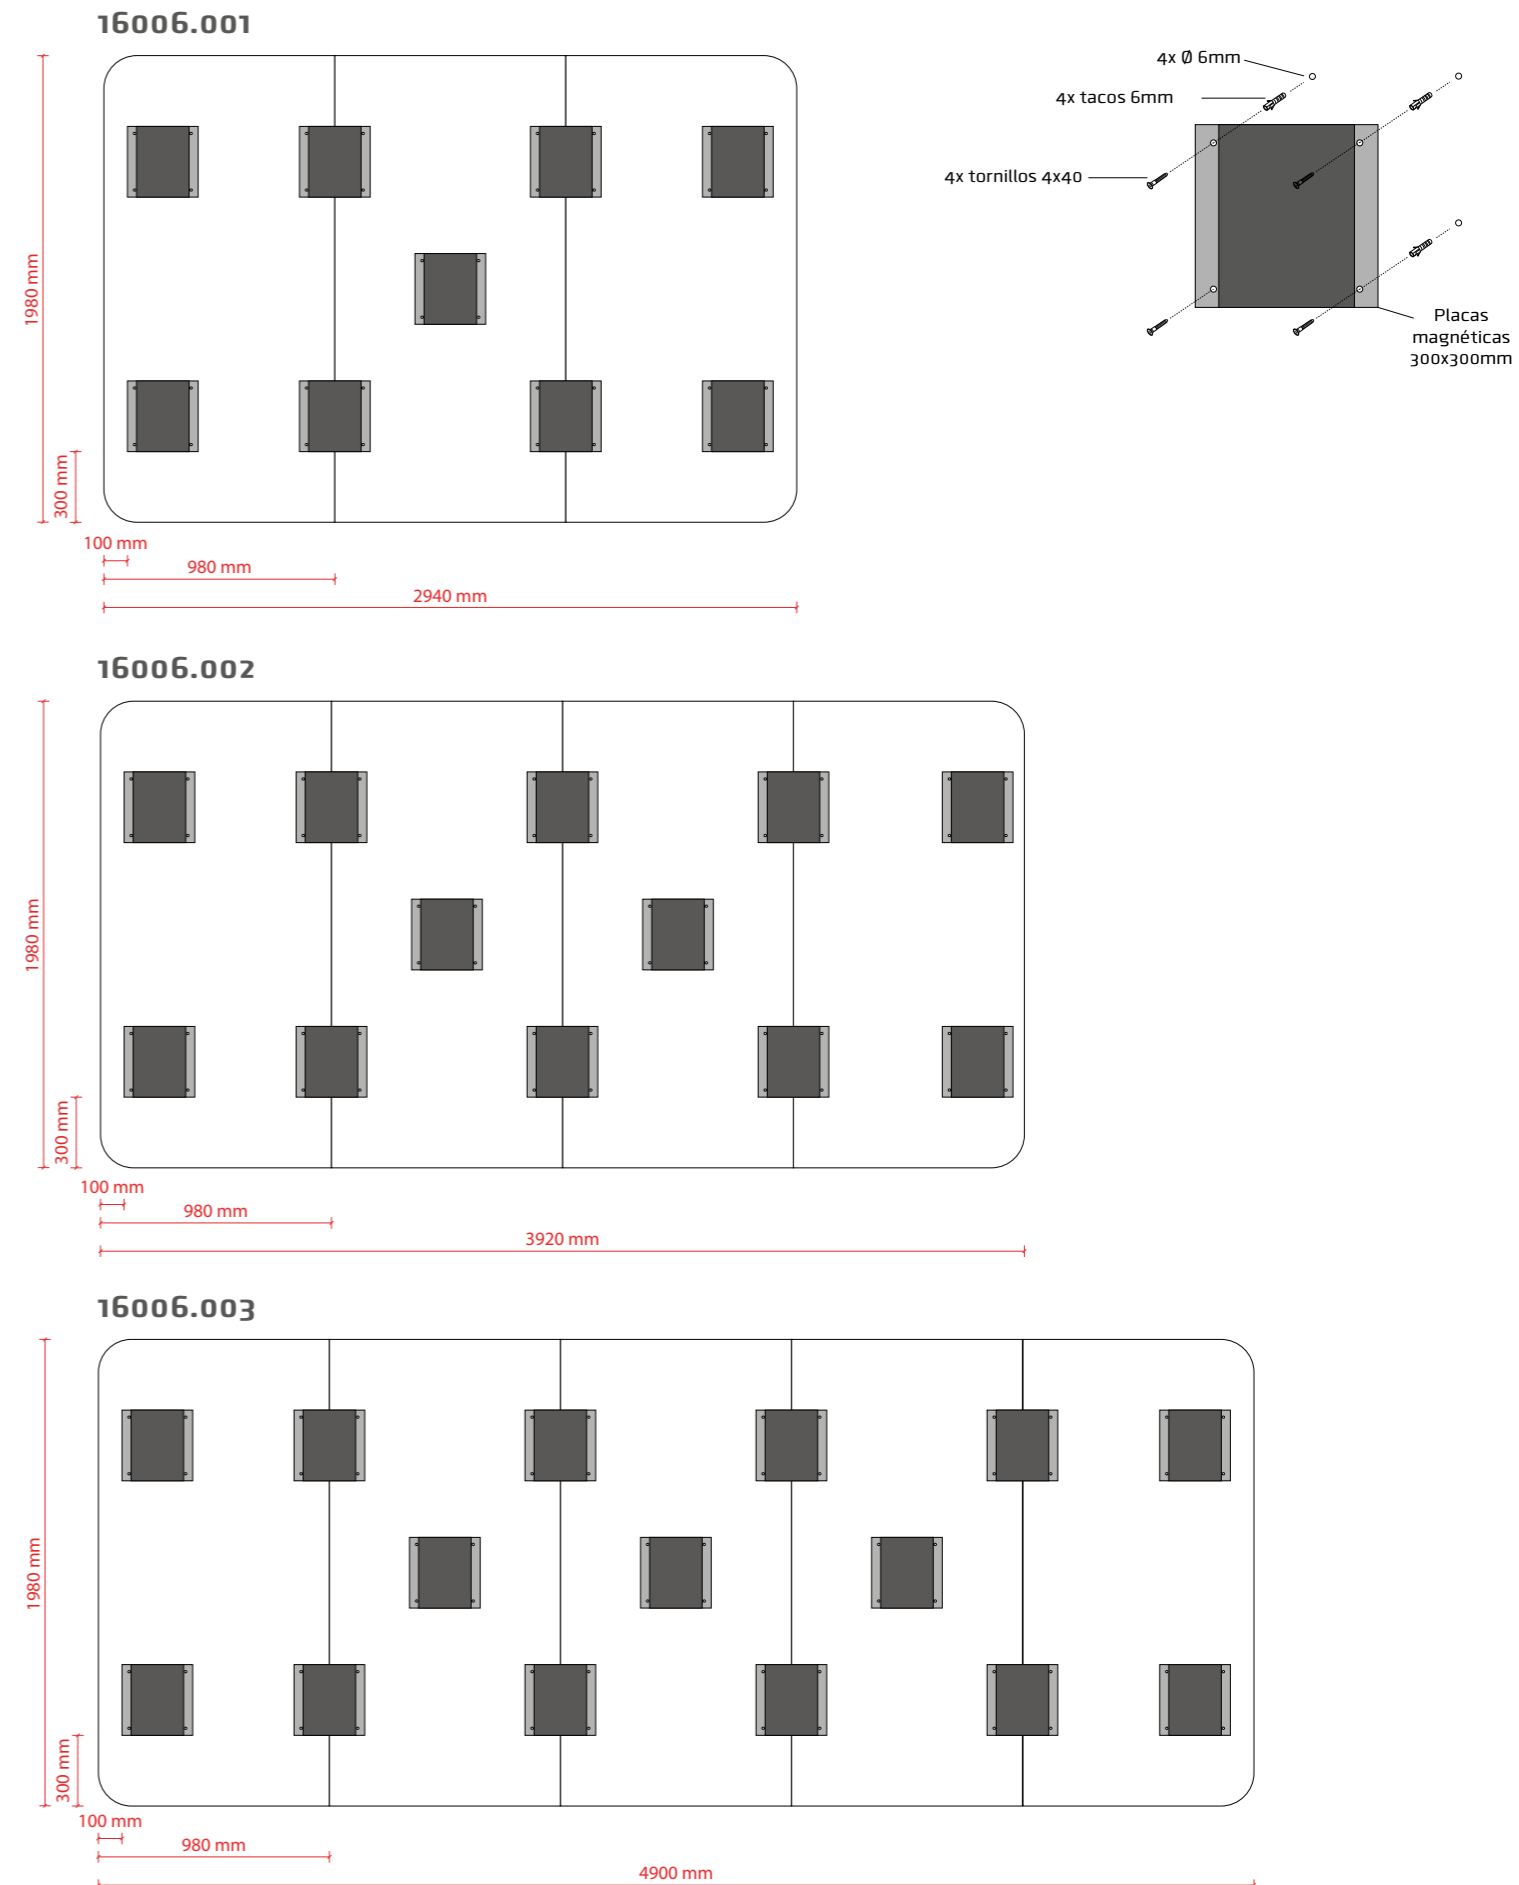 16006.001
4x Ø 6mm
4x tacos 6mm
4x tornillos 4x40
Placas
magnéticas
300x300mm
1980 mm
300 mm
100 mm
980 mm
2940 mm
16006.002
1980 mm
300 mm
100 mm
980 mm
3920 mm
16006.003
1980 mm
300 mm
100 mm
980 mm
4900 mm